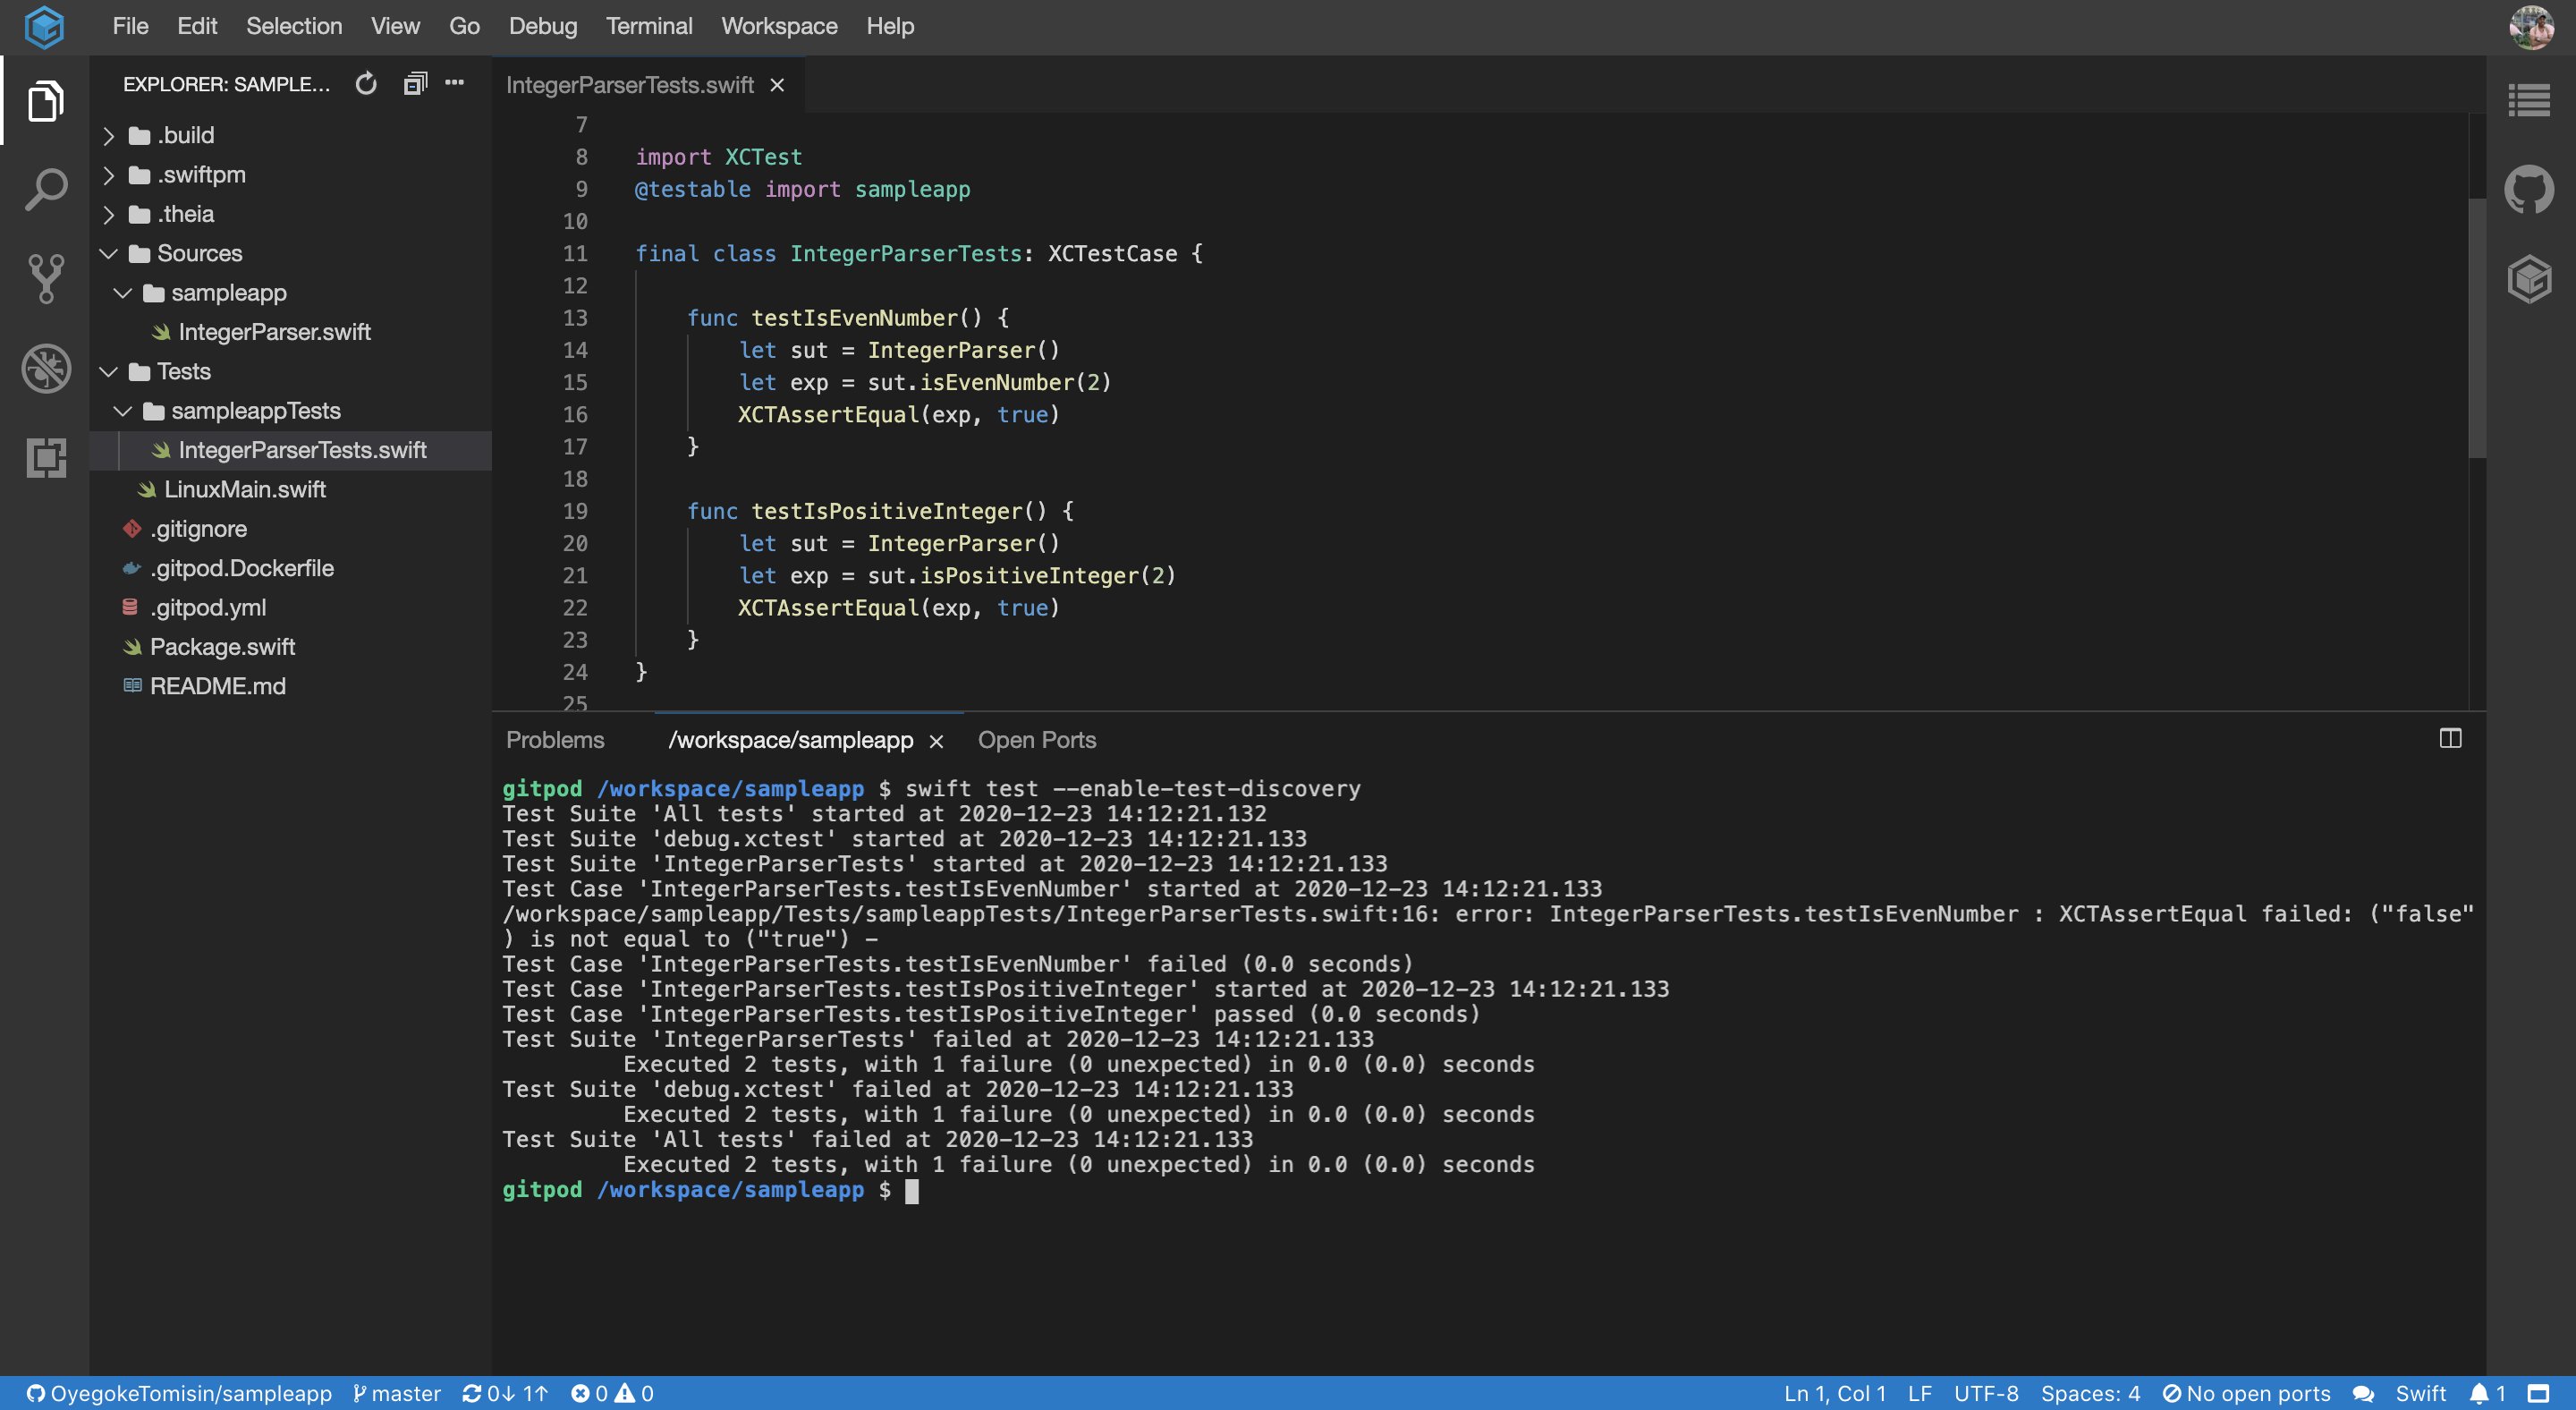 File Edit Selection View Go Debug Terminal Workspace Help
EXPLORER: SAMPLE...
.build
.swiftpm
.theia
Sources
sampleapp
IntegerParser.swift
Tests
sampleappTests
IntegerParserTests.swift
LinuxMain.swift
.gitignore
.gitpod.Dockerfile
.gitpod.yml
Package.swift
README.md
IntegerParserTests.swift
7
8 import XCTest
9 @testable import sampleapp
10
11 final class IntegerParserTests: XCTestCase {
12
13 func testIsEvenNumber() {
14 let sut = IntegerParser()
15 let exp = sut.isEvenNumber(2)
16 XCTAssertEqual(exp, true)
17 }
18
19 func testIsPositiveInteger() {
20 let sut = IntegerParser()
21 let exp = sut.isPositiveInteger(2)
22 XCTAssertEqual(exp, true)
23 }
24 }
25
Problems /workspace/sampleapp Open Ports
gitpod /workspace/sampleapp $ swift test --enable-test-discovery
Test Suite 'All tests' started at 2020-12-23 14:12:21.132
Test Suite 'debug.xctest' started at 2020-12-23 14:12:21.133
Test Suite 'IntegerParserTests' started at 2020-12-23 14:12:21.133
Test Case 'IntegerParserTests.testIsEvenNumber' started at 2020-12-23 14:12:21.133
/workspace/sampleapp/Tests/sampleappTests/IntegerParserTests.swift:16: error: IntegerParserTests.testIsEvenNumber : XCTAssertEqual failed: ("false"
) is not equal to ("true") -
Test Case 'IntegerParserTests.testIsEvenNumber' failed (0.0 seconds)
Test Case 'IntegerParserTests.testIsPositiveInteger' started at 2020-12-23 14:12:21.133
Test Case 'IntegerParserTests.testIsPositiveInteger' passed (0.0 seconds)
Test Suite 'IntegerParserTests' failed at 2020-12-23 14:12:21.133
Executed 2 tests, with 1 failure (0 unexpected) in 0.0 (0.0) seconds
Test Suite 'debug.xctest' failed at 2020-12-23 14:12:21.133
Executed 2 tests, with 1 failure (0 unexpected) in 0.0 (0.0) seconds
Test Suite 'All tests' failed at 2020-12-23 14:12:21.133
Executed 2 tests, with 1 failure (0 unexpected) in 0.0 (0.0) seconds
gitpod /workspace/sampleapp $
OyegokeTomisin/sampleapp master 0↓ 1↑ 0 0 Ln 1, Col 1 LF UTF-8 Spaces: 4 No open ports Swift 1